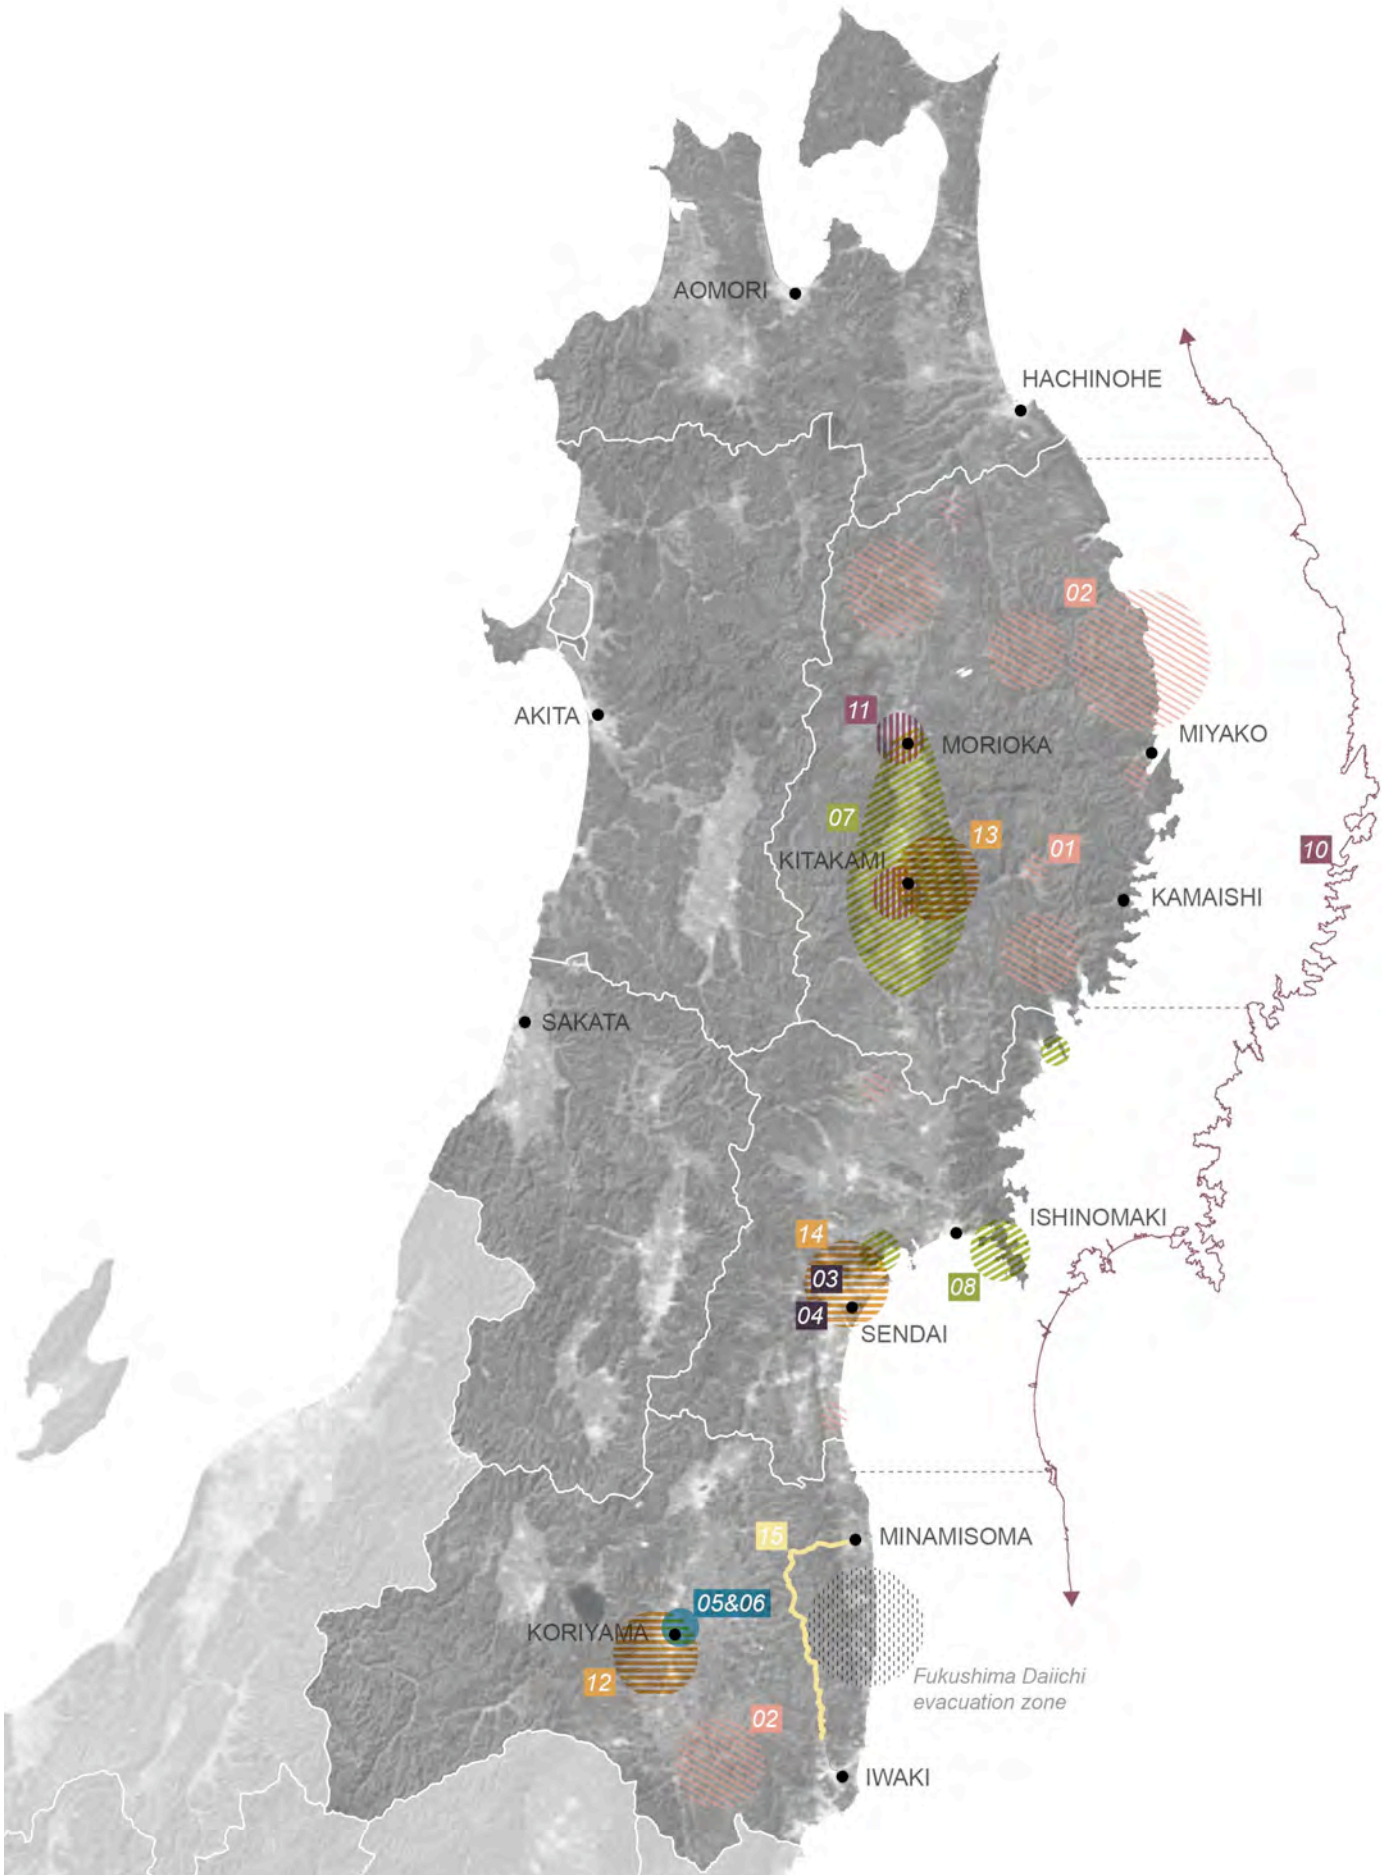 AOMORI
HACHINOHE
02
AKITA
11
MORIOKA
MIYAKO
07
13
01
10
KITAKAMI
KAMAISHI
SAKATA
ISHINOMAKI
14
03
08
04
SENDAI
15
MINAMISOMA
05&06
KORIYAMA
12
Fukushima Daiichi
evacuation zone
02
IWAKI